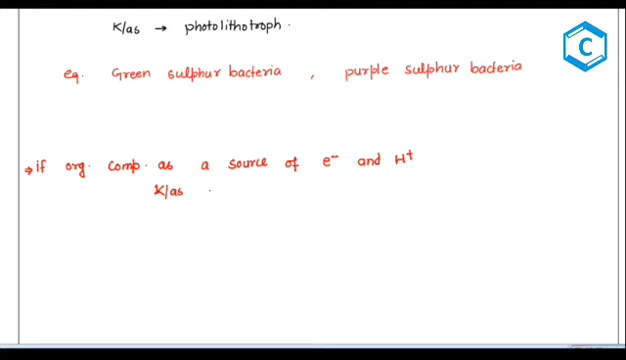 K/as → photolithotroph.
eg. Green sulphur bacteria , purple sulphur bacteria
→ if org. comp. as a source of e⁻ and H⁺
K/as
C